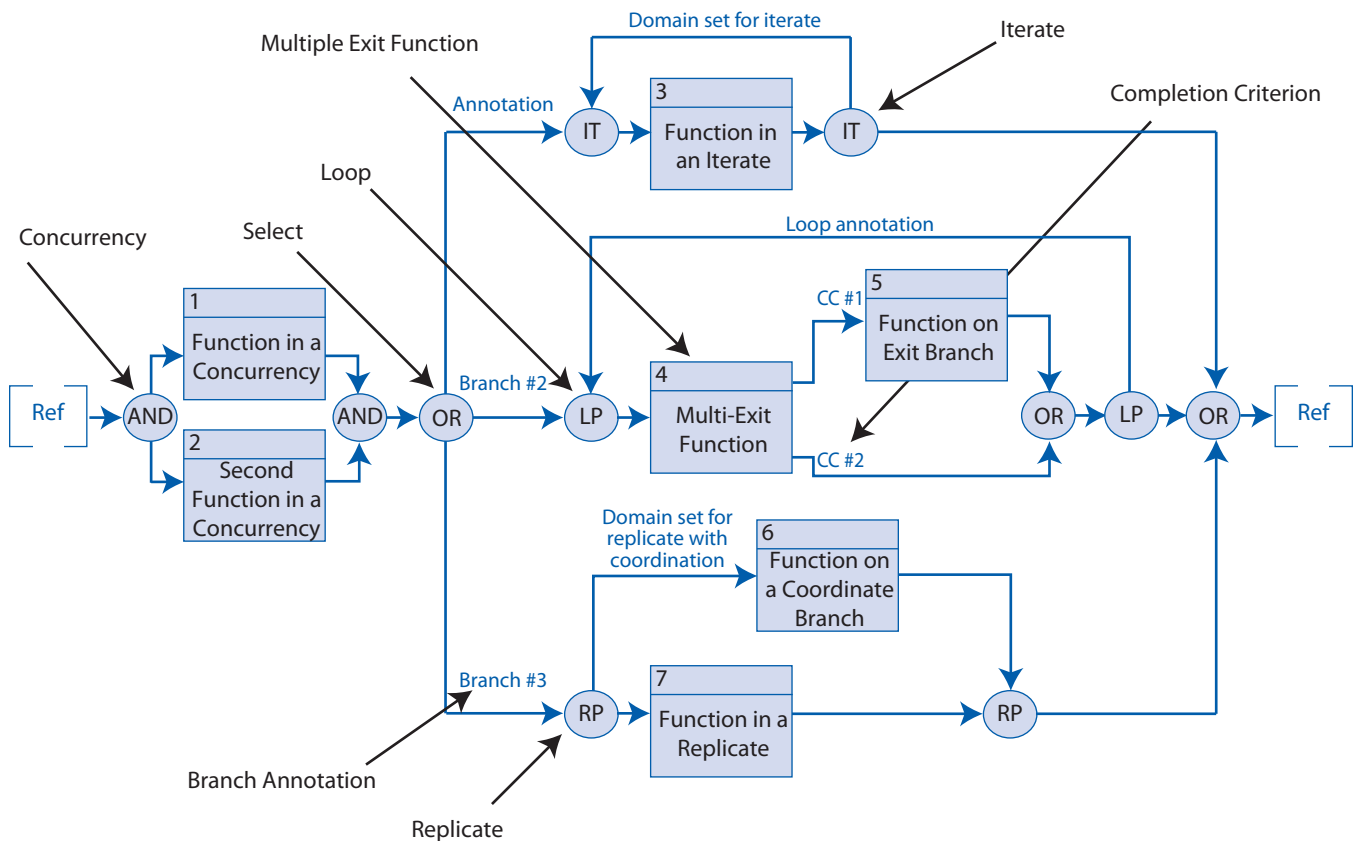 Domain set for iterate
Iterate
Multiple Exit Function
3
Completion Criterion
Annotation
IT
Function in
an Iterate
IT
Loop
Loop annotation
Select
Concurrency
5
CC #1
1
Function on
Exit Branch
Function in a
Concurrency
4
Branch #2
Ref
AND
AND
OR
LP
Multi-Exit
Function
OR
LP
OR
Ref
2
CC #2
Second
Function in a
Concurrency
Domain set for
replicate with
coordination
6
Function on
a Coordinate
Branch
Branch #3
7
RP
Function in a
Replicate
RP
Branch Annotation
Replicate